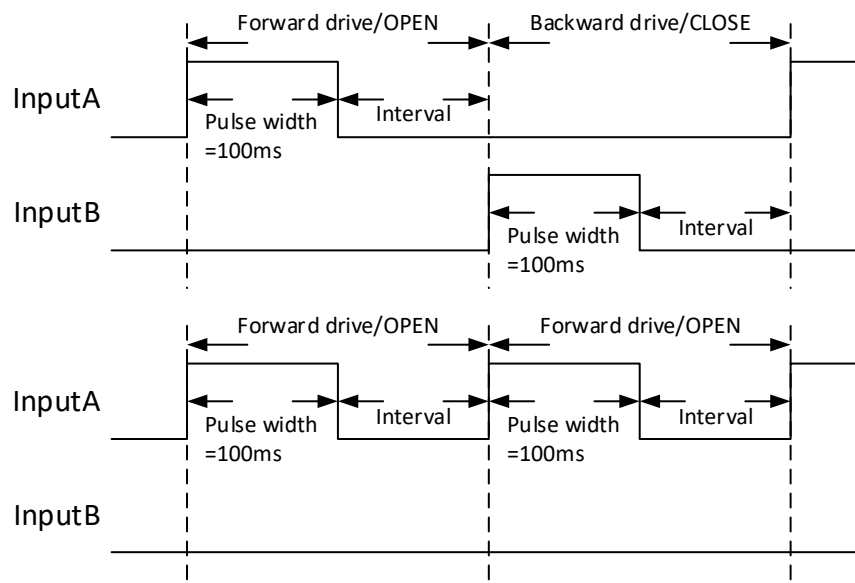 Forward drive/OPEN
Backward drive/CLOSE
InputA
Pulse width
=100ms
Interval
InputB
Pulse width
=100ms
Interval
Forward drive/OPEN
Forward drive/OPEN
InputA
Pulse width
=100ms
Interval
Pulse width
=100ms
Interval
InputB